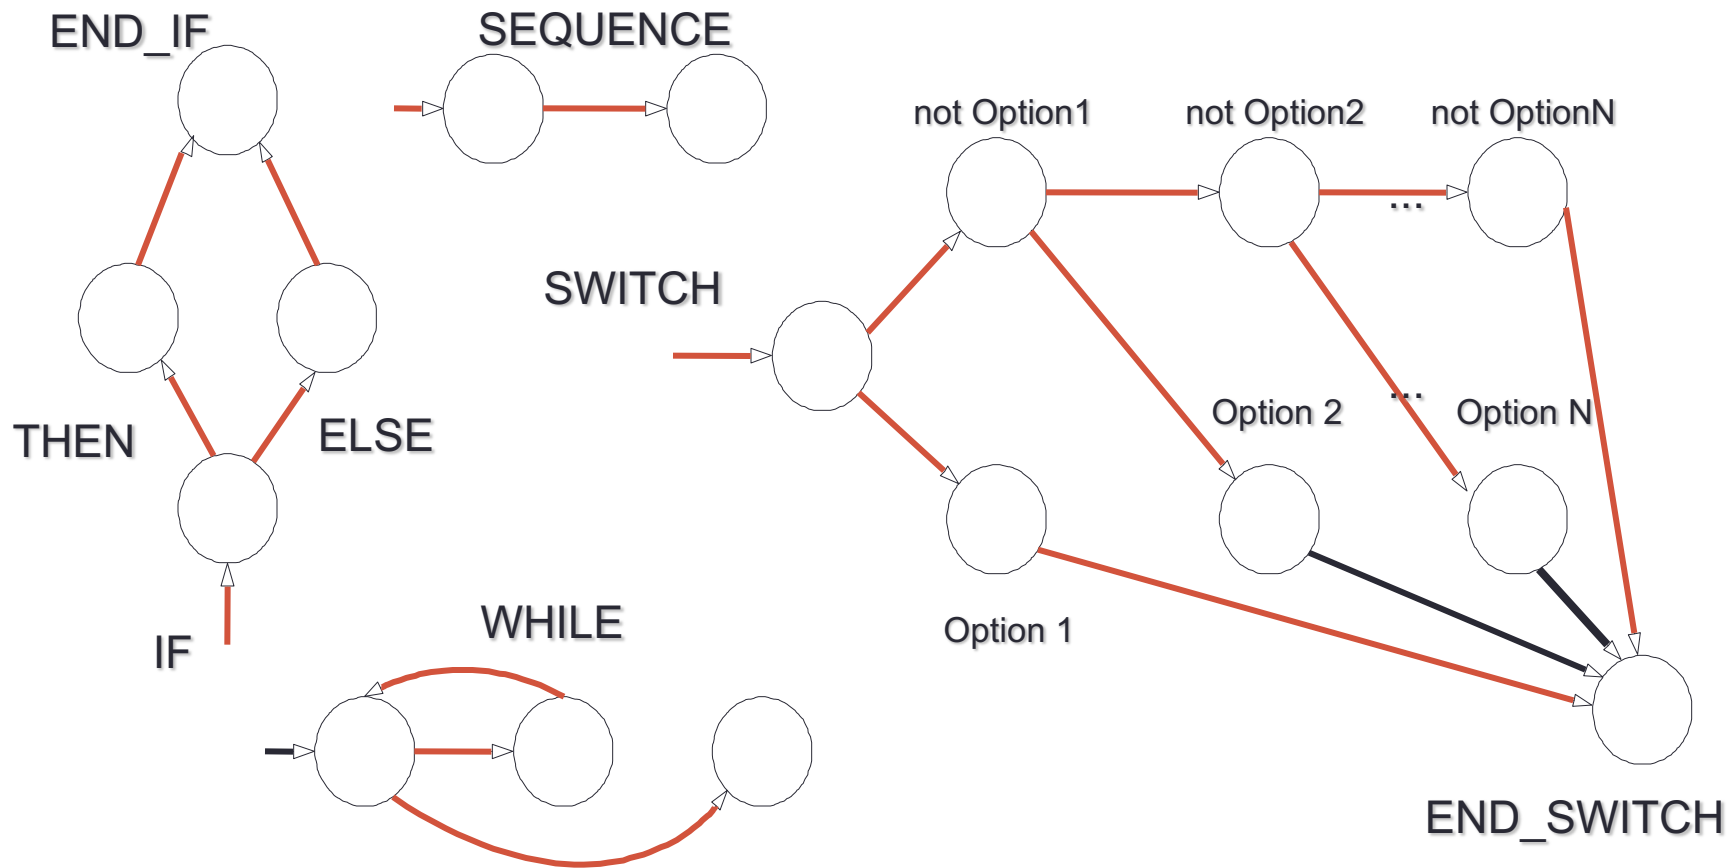 END_IF
SEQUENCE
not Option1
not Option2
not OptionN
...
SWITCH
...
Option 2
Option N
THEN
ELSE
Option 1
IF
WHILE
END_SWITCH